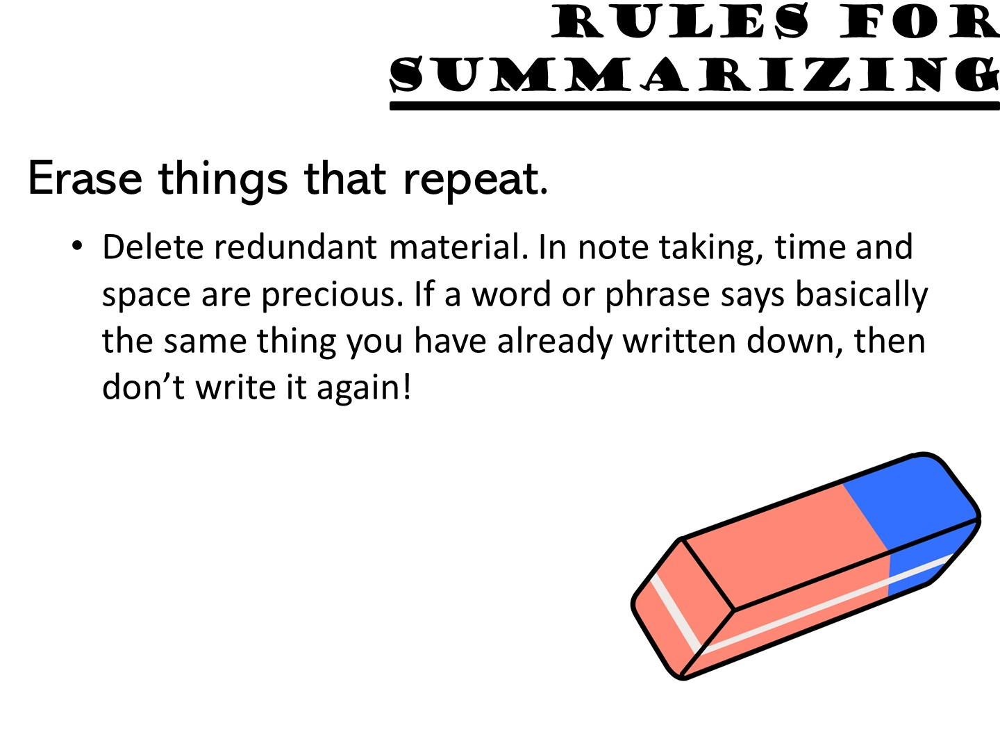 RULES FOR
SUMMARIZING
Erase things that repeat.
• Delete redundant material. In note taking, time and
space are precious. If a word or phrase says basically
the same thing you have already written down, then
don’t write it again!